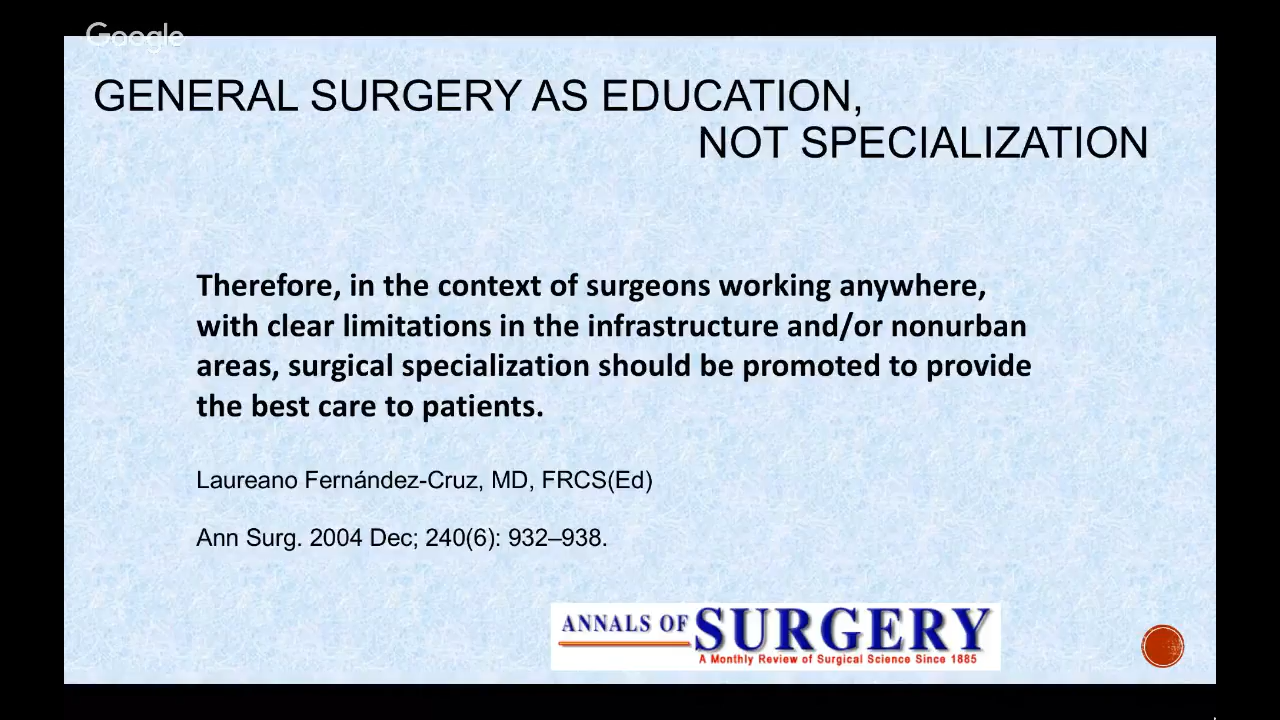 Google
GENERAL SURGERY AS EDUCATION,
NOT SPECIALIZATION
Therefore, in the context of surgeons working anywhere,
with clear limitations in the infrastructure and/or nonurban
areas, surgical specialization should be promoted to provide
the best care to patients.
Laureano Fernández-Cruz, MD, FRCS(Ed)
Ann Surg. 2004 Dec; 240(6): 932–938.
ANNALS OF SURGERY
A Monthly Review of Surgical Science Since 1885